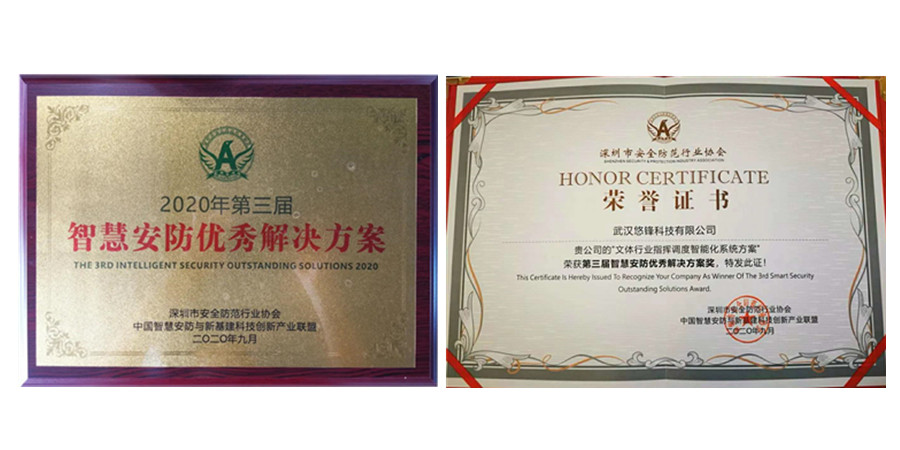 2020年第三届
智慧安防优秀解决方案
THE 3RD INTELLIGENT SECURITY OUTSTANDING SOLUTIONS 2020
深圳市安全防范行业协会
中国智慧安防与新基建科技创新产业联盟
二〇二〇年九月
深圳市安全防范行业协会
SHENZHEN SECURITY & PROTECTION INDUSTRY ASSOCIATION
HONOR CERTIFICATE
荣誉证书
武汉悠锋科技有限公司
贵公司的“文体行业指挥调度智能化系统方案”
荣获第三届智慧安防优秀解决方案奖，特发此证！
This Certificate Is Hereby Issued To Recognize Your Company As Winner Of The 3rd Smart Security
Outstanding Solutions Award.
深圳市安全防范行业协会
中国智慧安防与新基建科技创新产业联盟
二〇二〇年九月